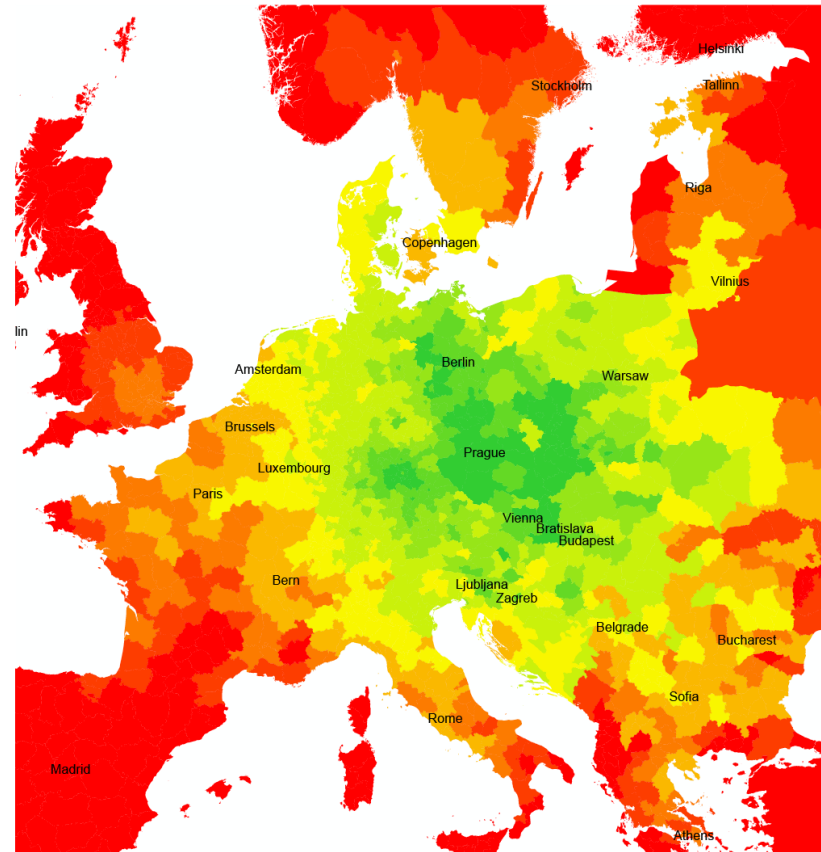 Helsinki
Stockholm
Tallinn
Riga
Copenhagen
Vilnius
lin
Berlin
Amsterdam
Warsaw
Brussels
Prague
Luxembourg
Paris
Vienna
Bratislava
Budapest
Bern
Ljubljana
Zagreb
Belgrade
Bucharest
Sofia
Rome
Madrid
Athens